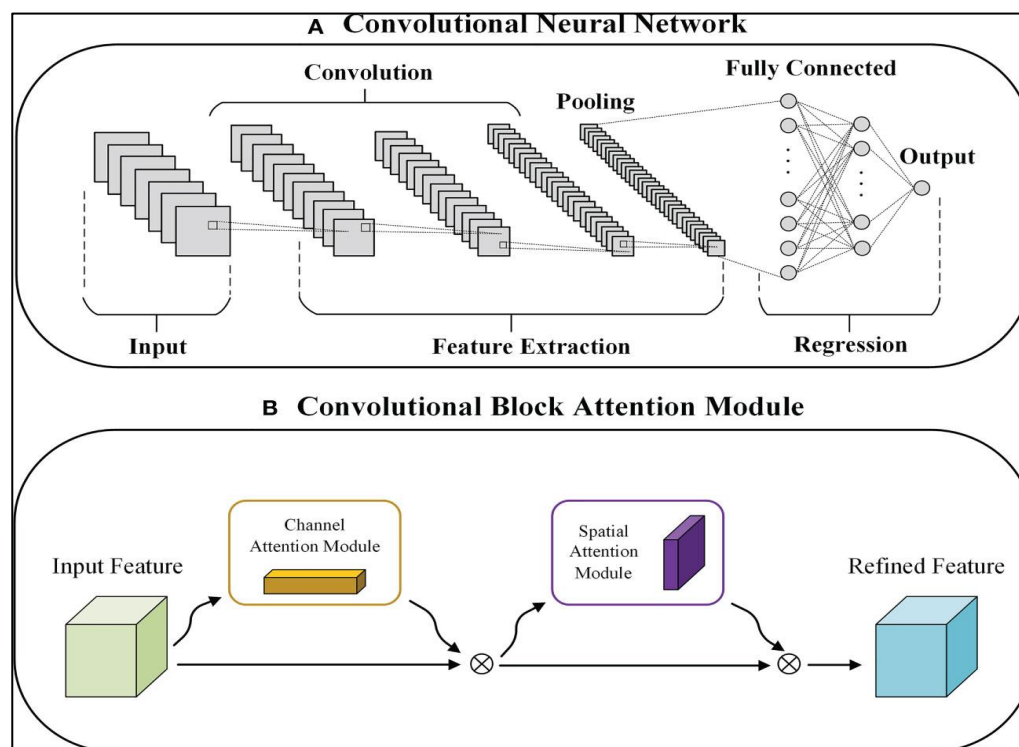 A Convolutional Neural Network
Convolution
Pooling
Fully Connected
Output
Input
Feature Extraction
Regression
B Convolutional Block Attention Module
Input Feature
Channel
Attention Module
Spatial
Attention
Module
Refined Feature